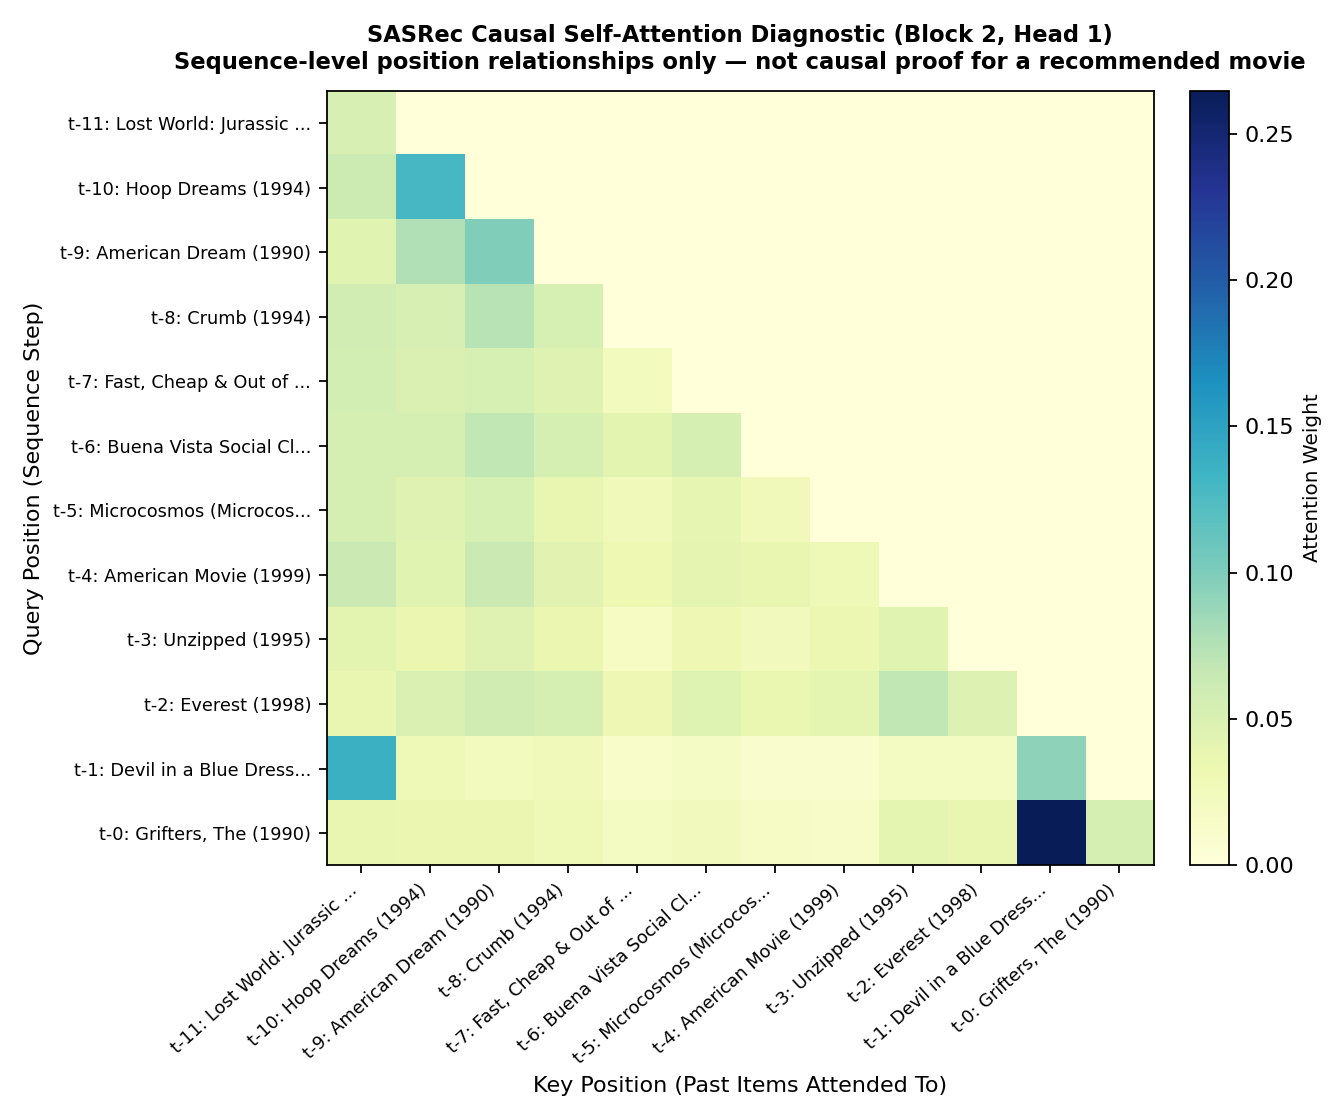 SASRec Causal Self-Attention Diagnostic (Block 2, Head 1)
Sequence-level position relationships only — not causal proof for a recommended movie
Query Position (Sequence Step)
t-11: Lost World: Jurassic ...
t-10: Hoop Dreams (1994)
t-9: American Dream (1990)
t-8: Crumb (1994)
t-7: Fast, Cheap & Out of ...
t-6: Buena Vista Social Cl...
t-5: Microcosmos (Microcos...
t-4: American Movie (1999)
t-3: Unzipped (1995)
t-2: Everest (1998)
t-1: Devil in a Blue Dress...
t-0: Grifters, The (1990)
t-11: Lost World: Jurassic ...
t-10: Hoop Dreams (1994)
t-9: American Dream (1990)
t-8: Crumb (1994)
t-7: Fast, Cheap & Out of ...
t-6: Buena Vista Social Cl...
t-5: Microcosmos (Microcos...
t-4: American Movie (1999)
t-3: Unzipped (1995)
t-2: Everest (1998)
t-1: Devil in a Blue Dress...
t-0: Grifters, The (1990)
Key Position (Past Items Attended To)
0.25
0.20
0.15
0.10
0.05
0.00
Attention Weight